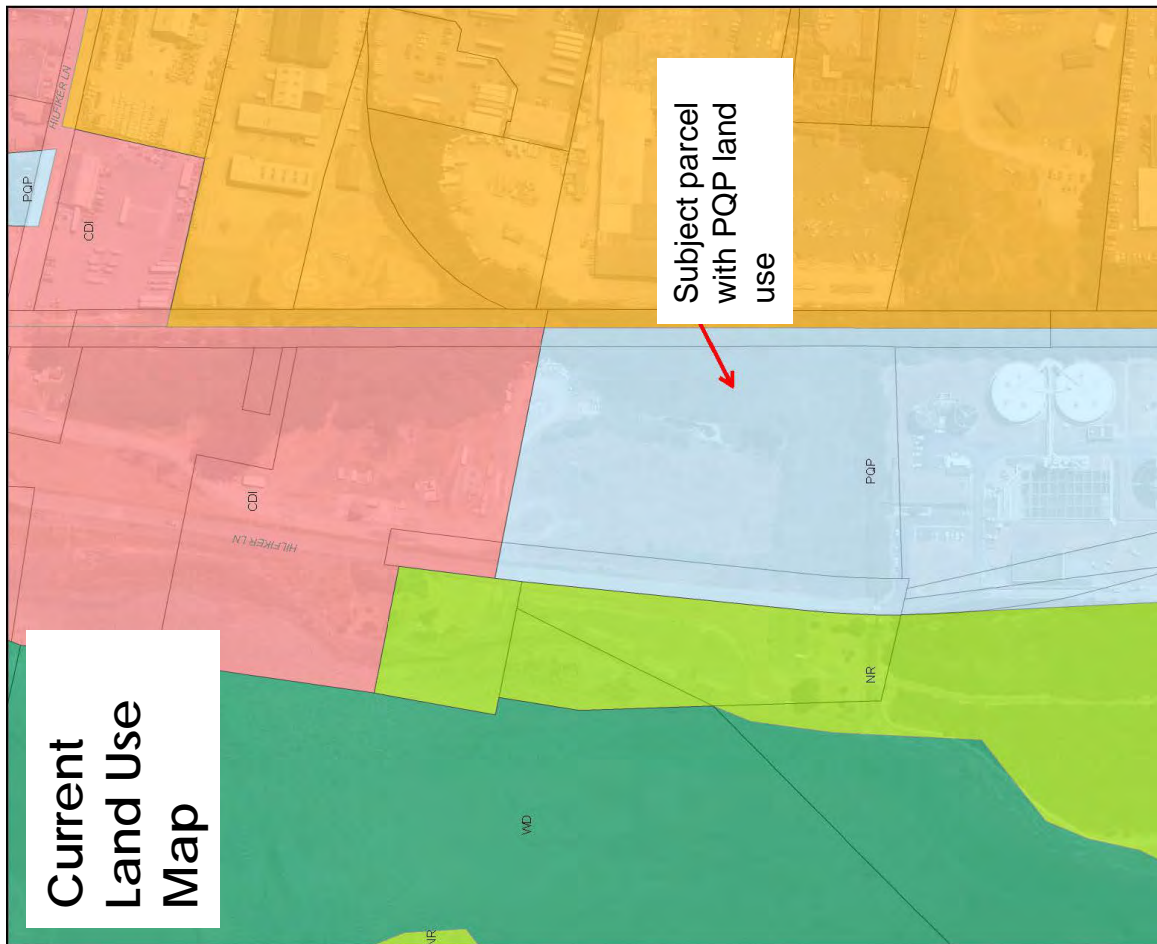 Current
Land Use
Map
Subject parcel
with PQP land
use
HILFIKER LN
PQP
CDI
CDI
HILFIKER LN
PQP
NR
WD
NR